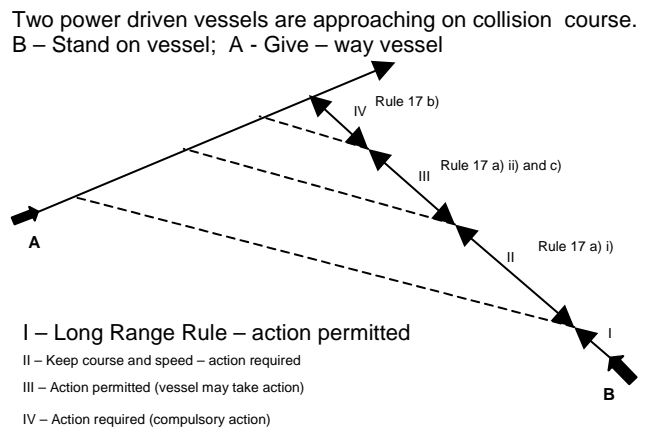 Two power driven vessels are approaching on collision course.
B – Stand on vessel; A - Give – way vessel
IV Rule 17 b)
III Rule 17 a) ii) and c)
A
II Rule 17 a) i)
I – Long Range Rule – action permitted
I
II – Keep course and speed – action required
III – Action permitted (vessel may take action)
B
IV – Action required (compulsory action)